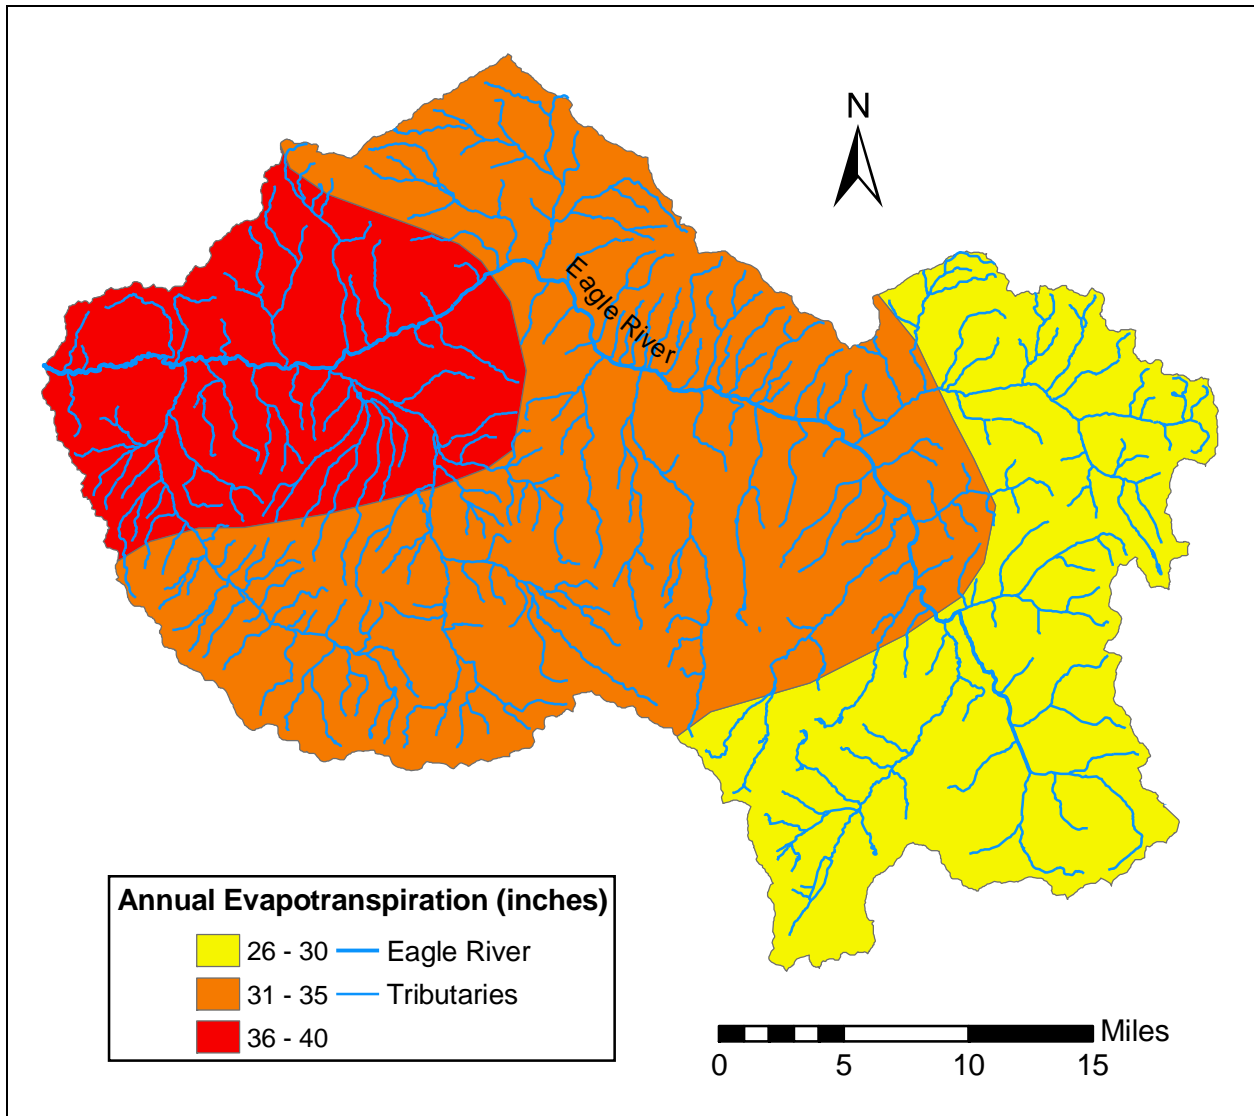 N
Eagle River
Annual Evapotranspiration (inches)
26 - 30 Eagle River
31 - 35 Tributaries
36 - 40
Miles
0 5 10 15